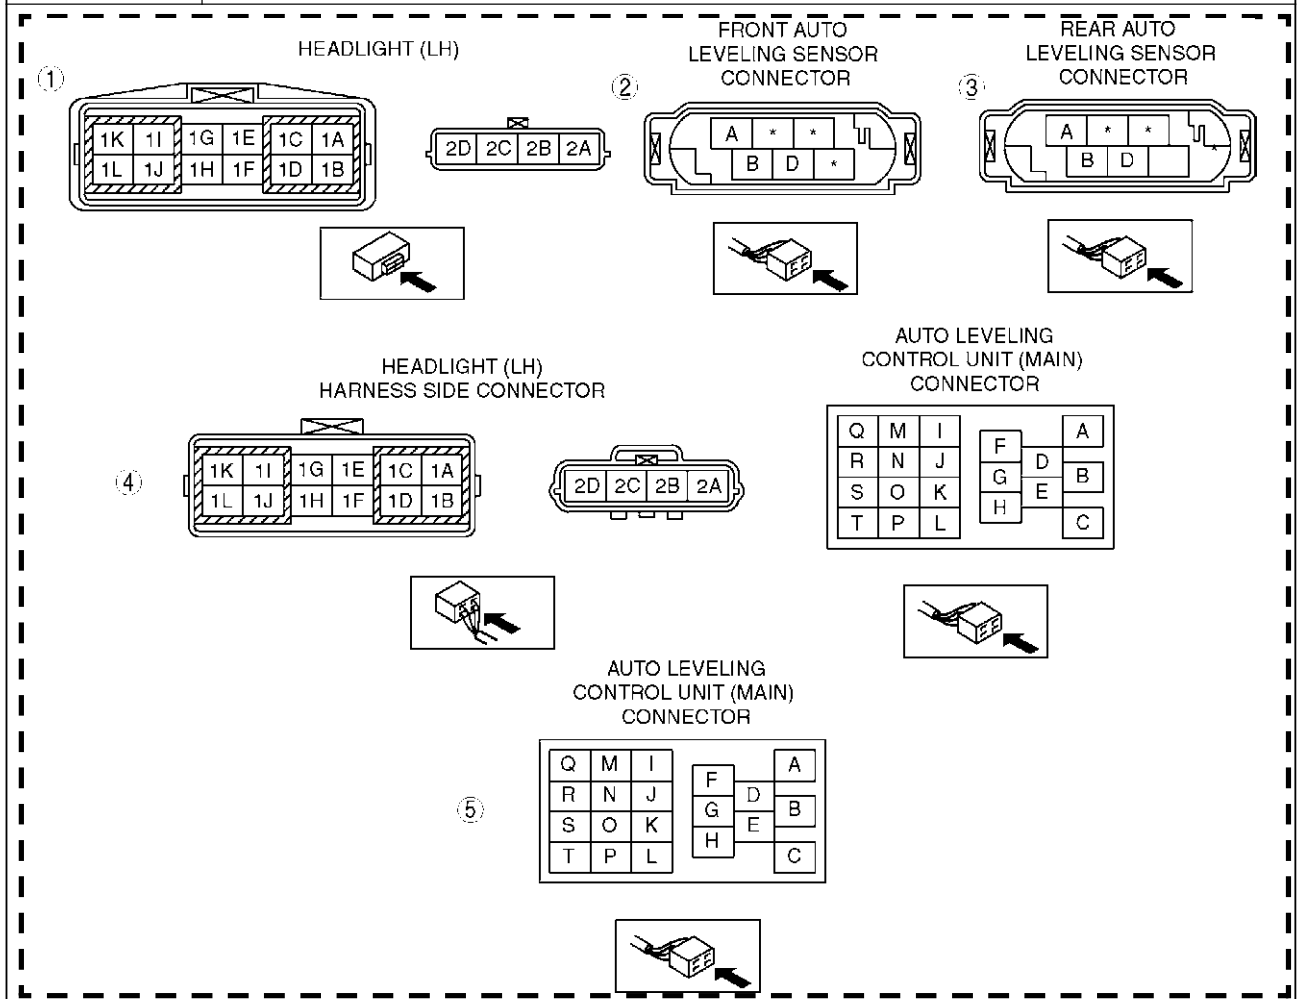 HEADLIGHT (LH)
1
1K 1I 1G 1E 1C 1A
1L 1J 1H 1F 1D 1B
2D 2C 2B 2A
FRONT AUTO
LEVELING SENSOR
CONNECTOR
2
A * *
B D *
REAR AUTO
LEVELING SENSOR
CONNECTOR
3
A * *
B D *
HEADLIGHT (LH)
HARNESS SIDE CONNECTOR
4
1K 1I 1G 1E 1C 1A
1L 1J 1H 1F 1D 1B
2D 2C 2B 2A
AUTO LEVELING
CONTROL UNIT (MAIN)
CONNECTOR
Q M I F A
R N J G D B
S O K H E C
T P L
AUTO LEVELING
CONTROL UNIT (MAIN)
CONNECTOR
5
Q M I F A
R N J G D B
S O K H E C
T P L